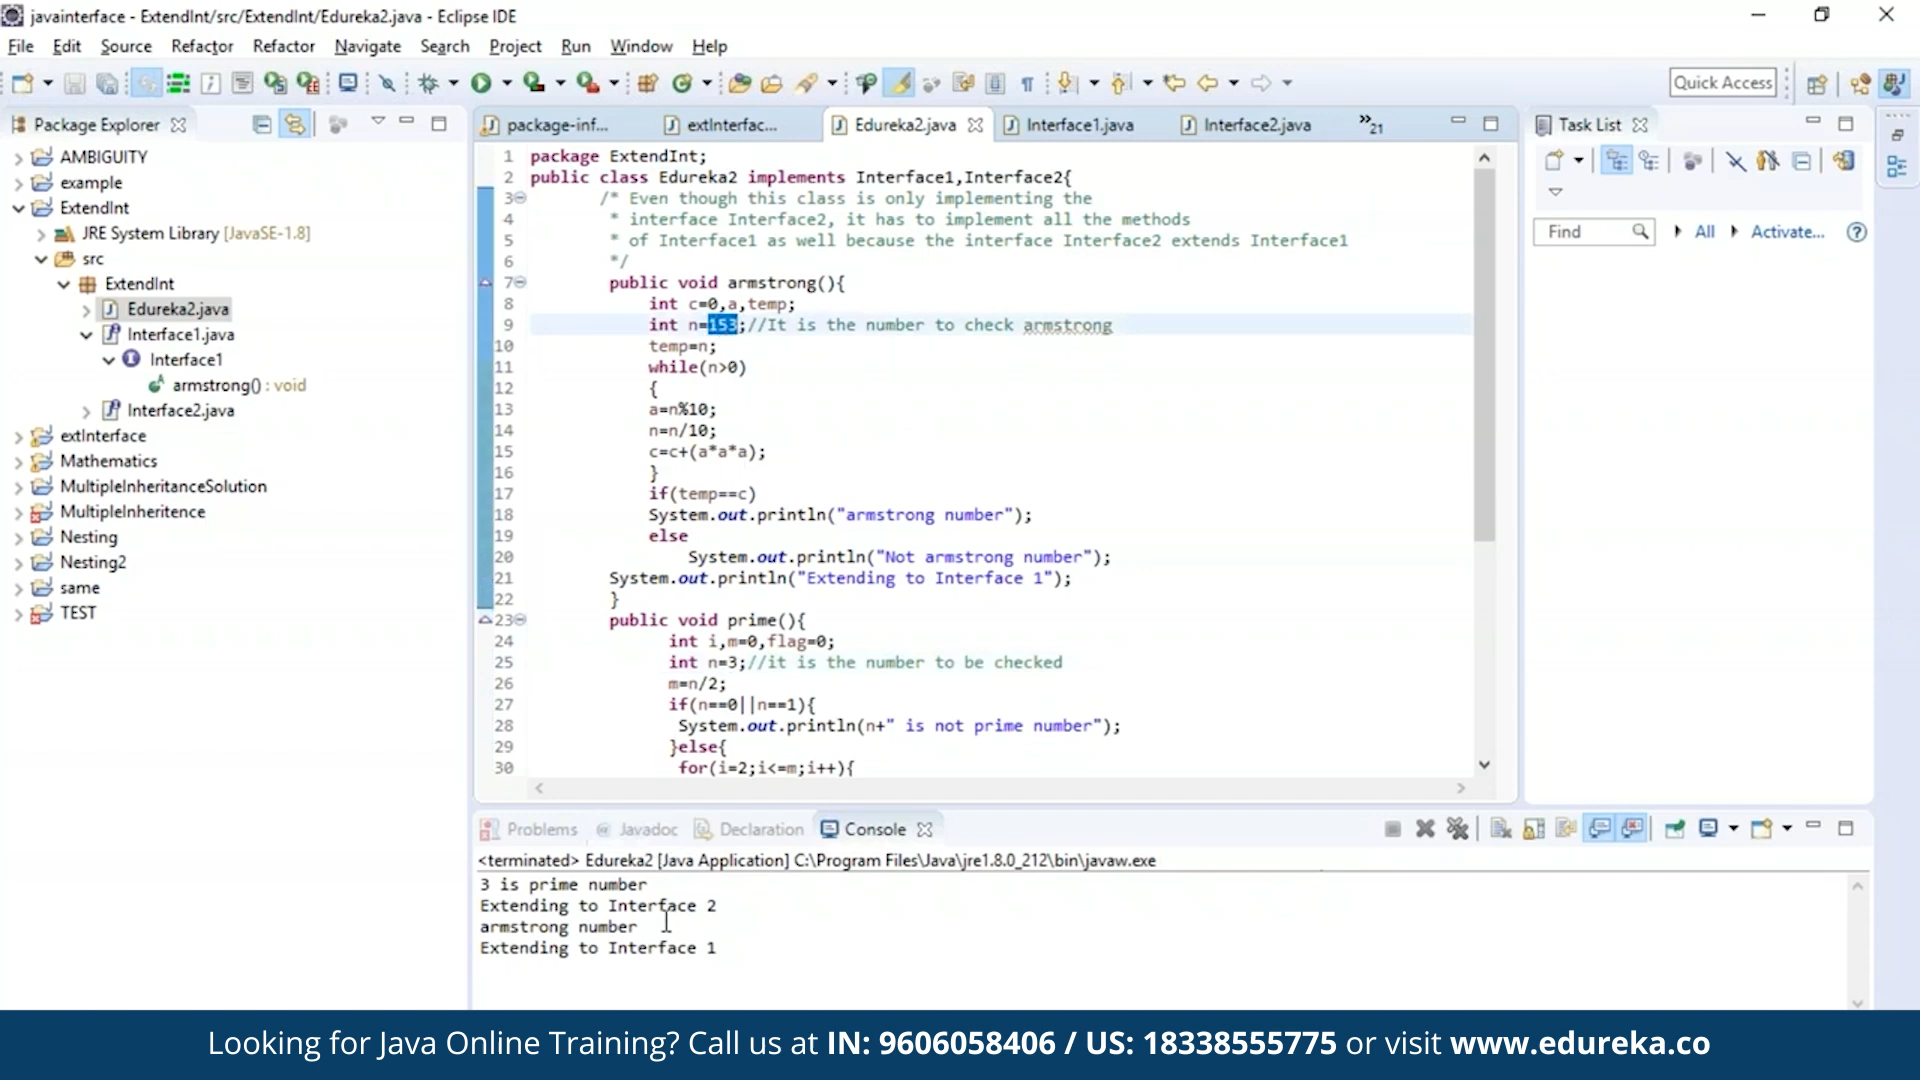 javainterface - ExtendInt/src/ExtendInt/Edureka2.java - Eclipse IDE
File Edit Source Refactor Refactor Navigate Search Project Run Window Help
Quick Access
Package Explorer
AMBIGUITY
example
ExtendInt
JRE System Library [JavaSE-1.8]
src
ExtendInt
Edureka2.java
Interface1.java
Interface1
armstrong() : void
Interface2.java
extInterface
Mathematics
MultipleInheritanceSolution
MultipleInheritence
Nesting
Nesting2
same
TEST
package-inf... extInterfac... Edureka2.java Interface1.java Interface2.java »21
1 package ExtendInt;
2 public class Edureka2 implements Interface1,Interface2{
3 /* Even though this class is only implementing the
4 * interface Interface2, it has to implement all the methods
5 * of Interface1 as well because the interface Interface2 extends Interface1
6 */
7 public void armstrong(){
8 int c=0,a,temp;
9 int n=153;//It is the number to check armstrong
10 temp=n;
11 while(n>0)
12 {
13 a=n%10;
14 n=n/10;
15 c=c+(a*a*a);
16 }
17 if(temp==c)
18 System.out.println("armstrong number");
19 else
20 System.out.println("Not armstrong number");
21 System.out.println("Extending to Interface 1");
22 }
23 public void prime(){
24 int i,m=0,flag=0;
25 int n=3;//it is the number to be checked
26 m=n/2;
27 if(n==0||n==1){
28 System.out.println(n+" is not prime number");
29 }else{
30 for(i=2;i<=m;i++){
Task List
Find All Activate...
Problems @ Javadoc Declaration Console
<terminated> Edureka2 [Java Application] C:\Program Files\Java\jre1.8.0_212\bin\javaw.exe
3 is prime number
Extending to Interface 2
armstrong number
Extending to Interface 1
Looking for Java Online Training? Call us at IN: 9606058406 / US: 18338555775 or visit www.edureka.co